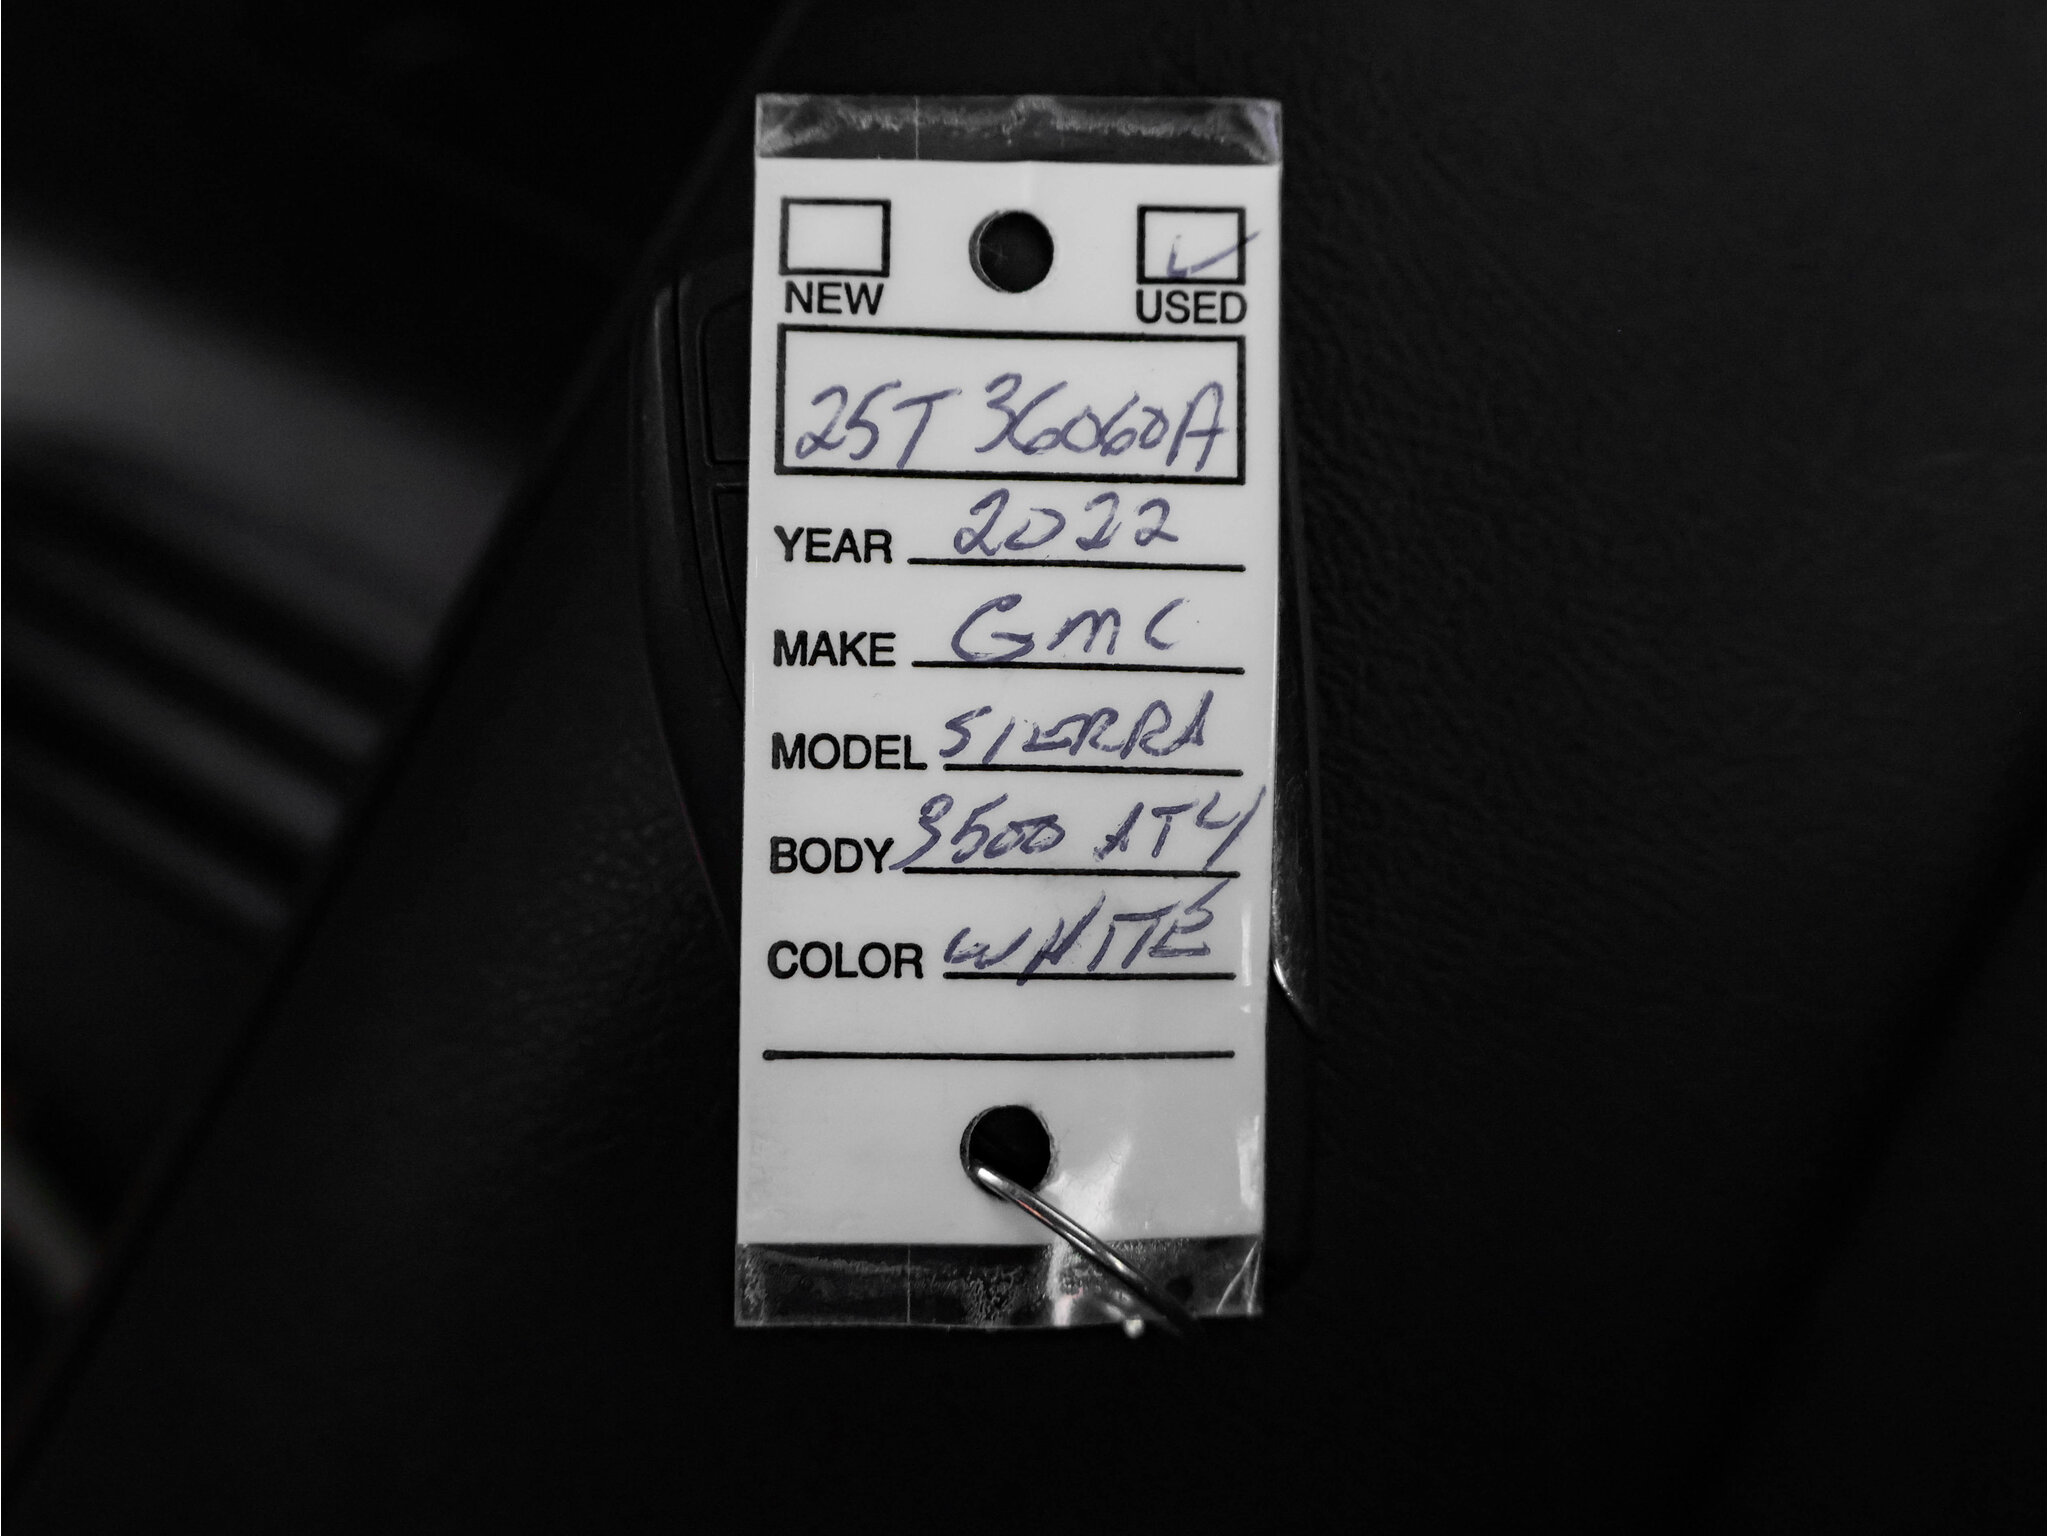 NEW USED
25T 36060A
YEAR 2022
MAKE GMC
MODEL SIERRA
BODY 3500 AT4
COLOR WHITE